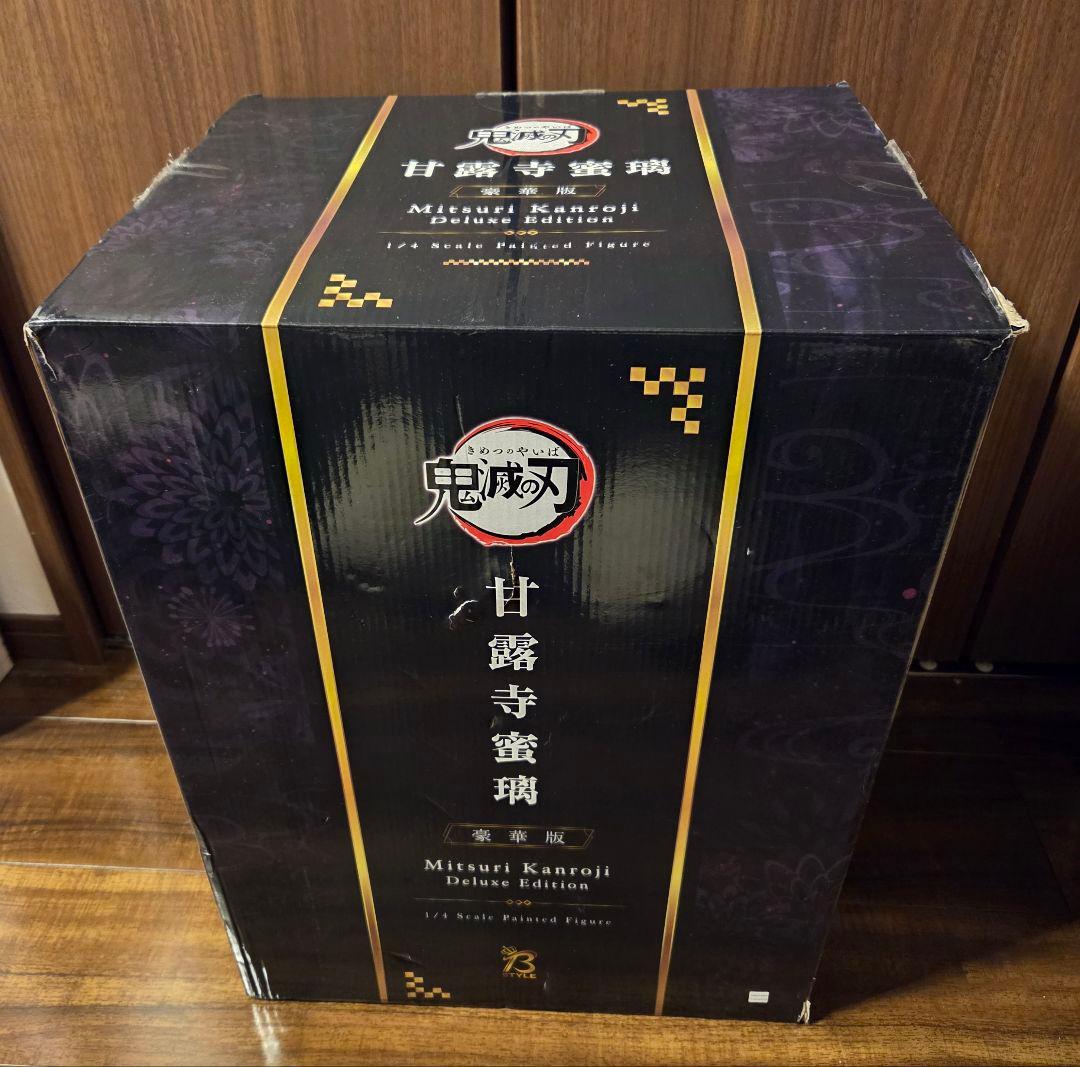 きめつのやいば
鬼滅の刃
甘露寺蜜璃
豪華版
Mitsuri Kanroji
Deluxe Edition
1/4 Scale Painted Figure
きめつのやいば
鬼滅の刃
甘露寺蜜璃
豪華版
Mitsuri Kanroji
Deluxe Edition
1/4 Scale Painted Figure
B
STYLE